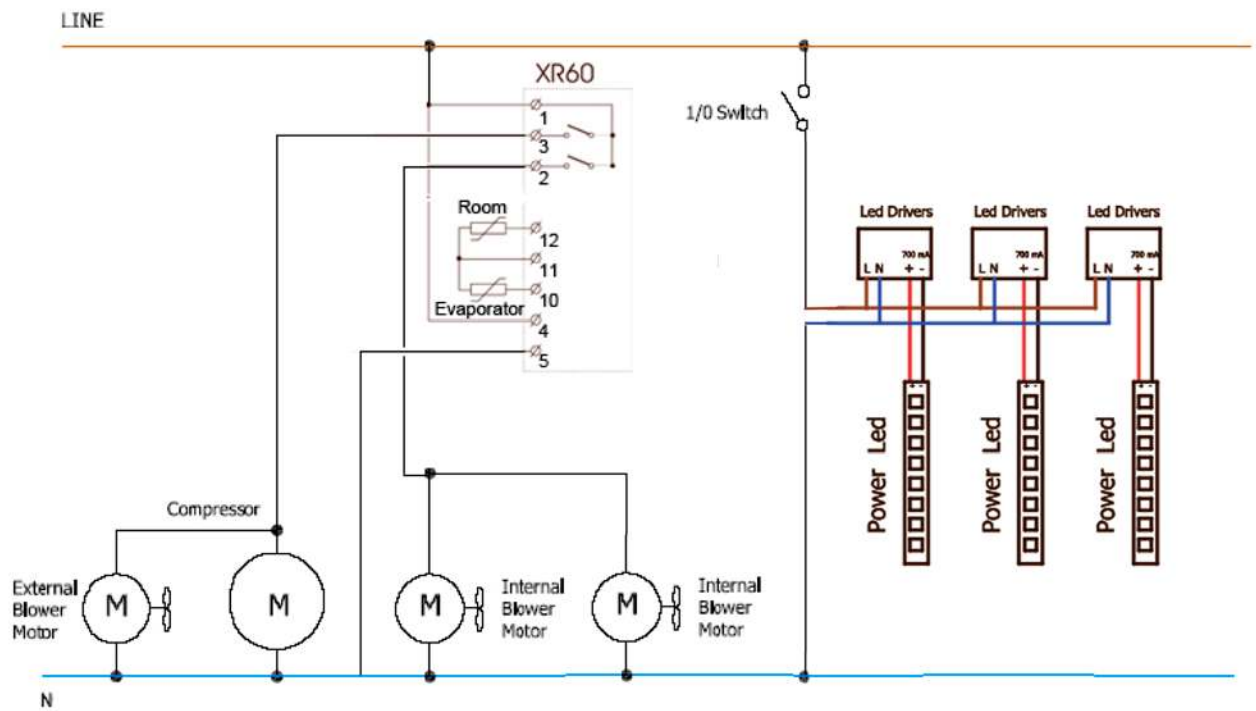 LINE
XR60
1
3
2
1/0 Switch
Room
12
11
10
Evaporator
4
5
Led Drivers
Led Drivers
Led Drivers
700 mA
700 mA
700 mA
L N + -
L N + -
L N + -
+ -
+ -
+ -
Power Led
Power Led
Power Led
Compressor
External
Blower
Motor
M
M
M
Internal
Blower
Motor
M
Internal
Blower
Motor
N